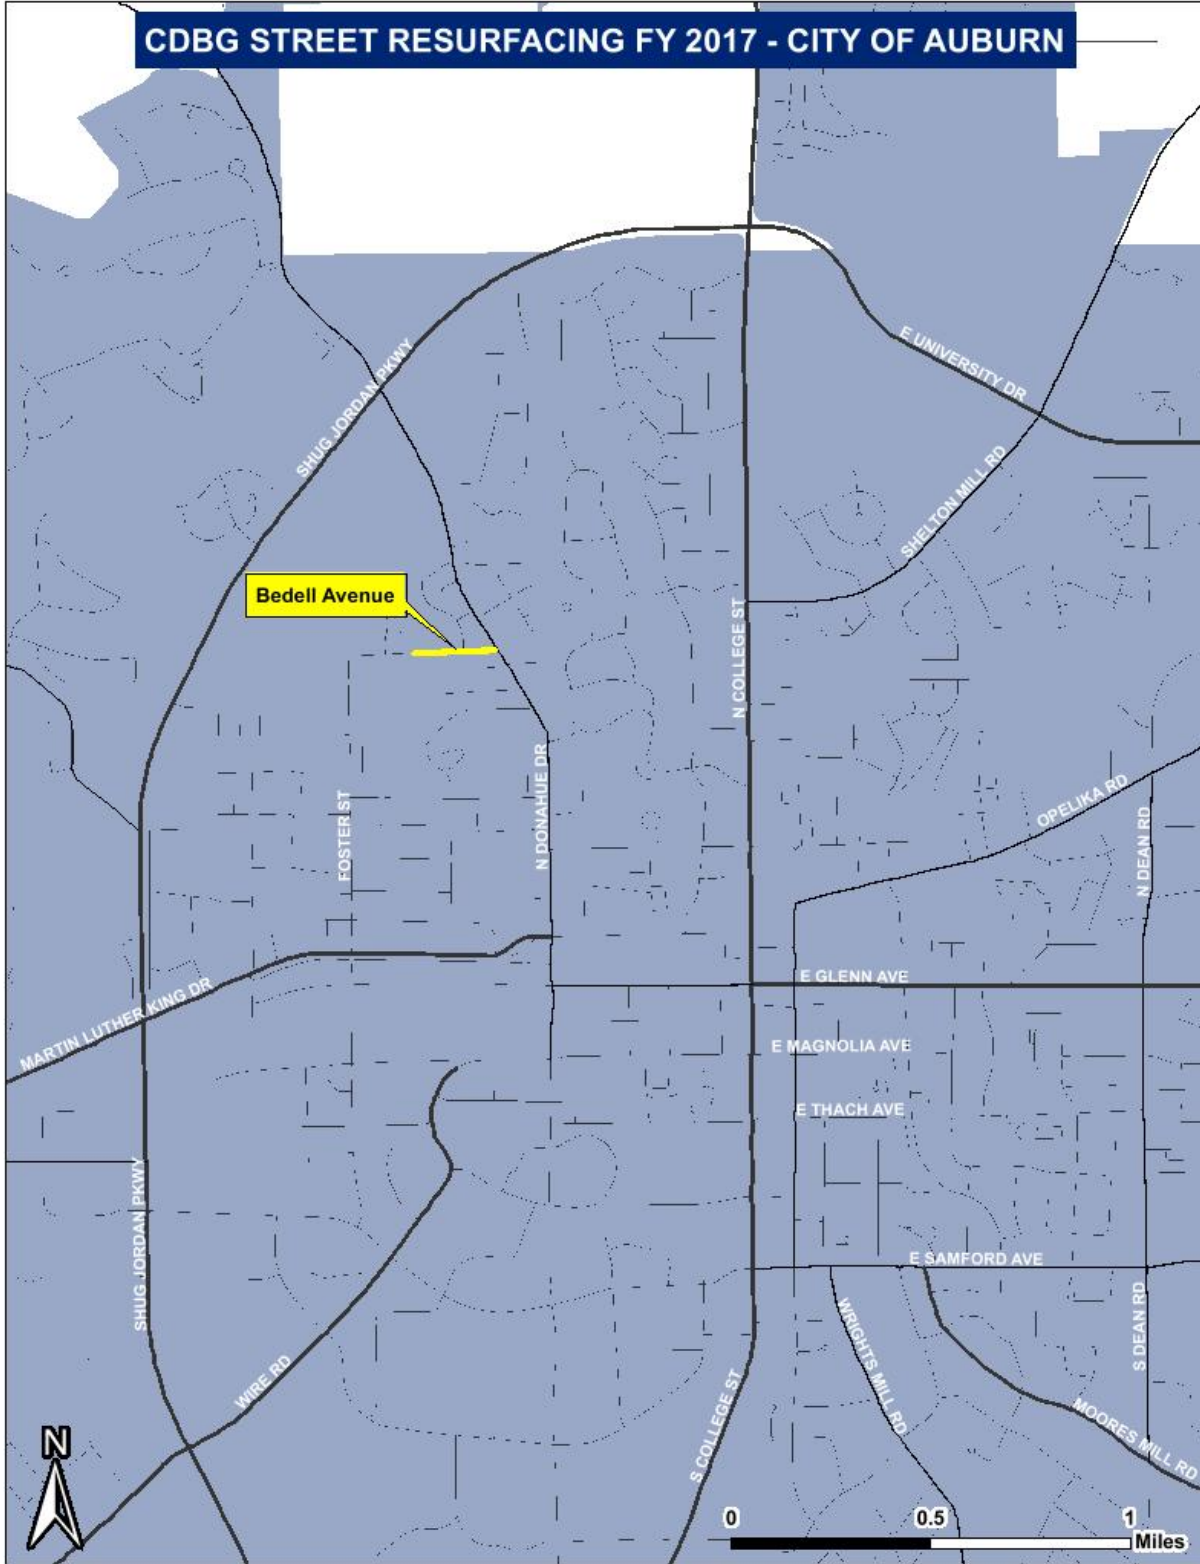 CDBG STREET RESURFACING FY 2017 - CITY OF AUBURN
E UNIVERSITY DR
SHUG JORDAN PKWY
SHELTON MILL RD
Bedell Avenue
N COLLEGE ST
N DONAHUE DR
FOSTER ST
OPELIKA RD
N DEAN RD
E GLENN AVE
MARTIN LUTHER KING DR
E MAGNOLIA AVE
E THACH AVE
SHUG JORDAN PKWY
E SAMFORD AVE
WRIGHTS MILL RD
S DEAN RD
WIRE RD
S COLLEGE ST
MOORES MILL RD
N
0 0.5 1
Miles